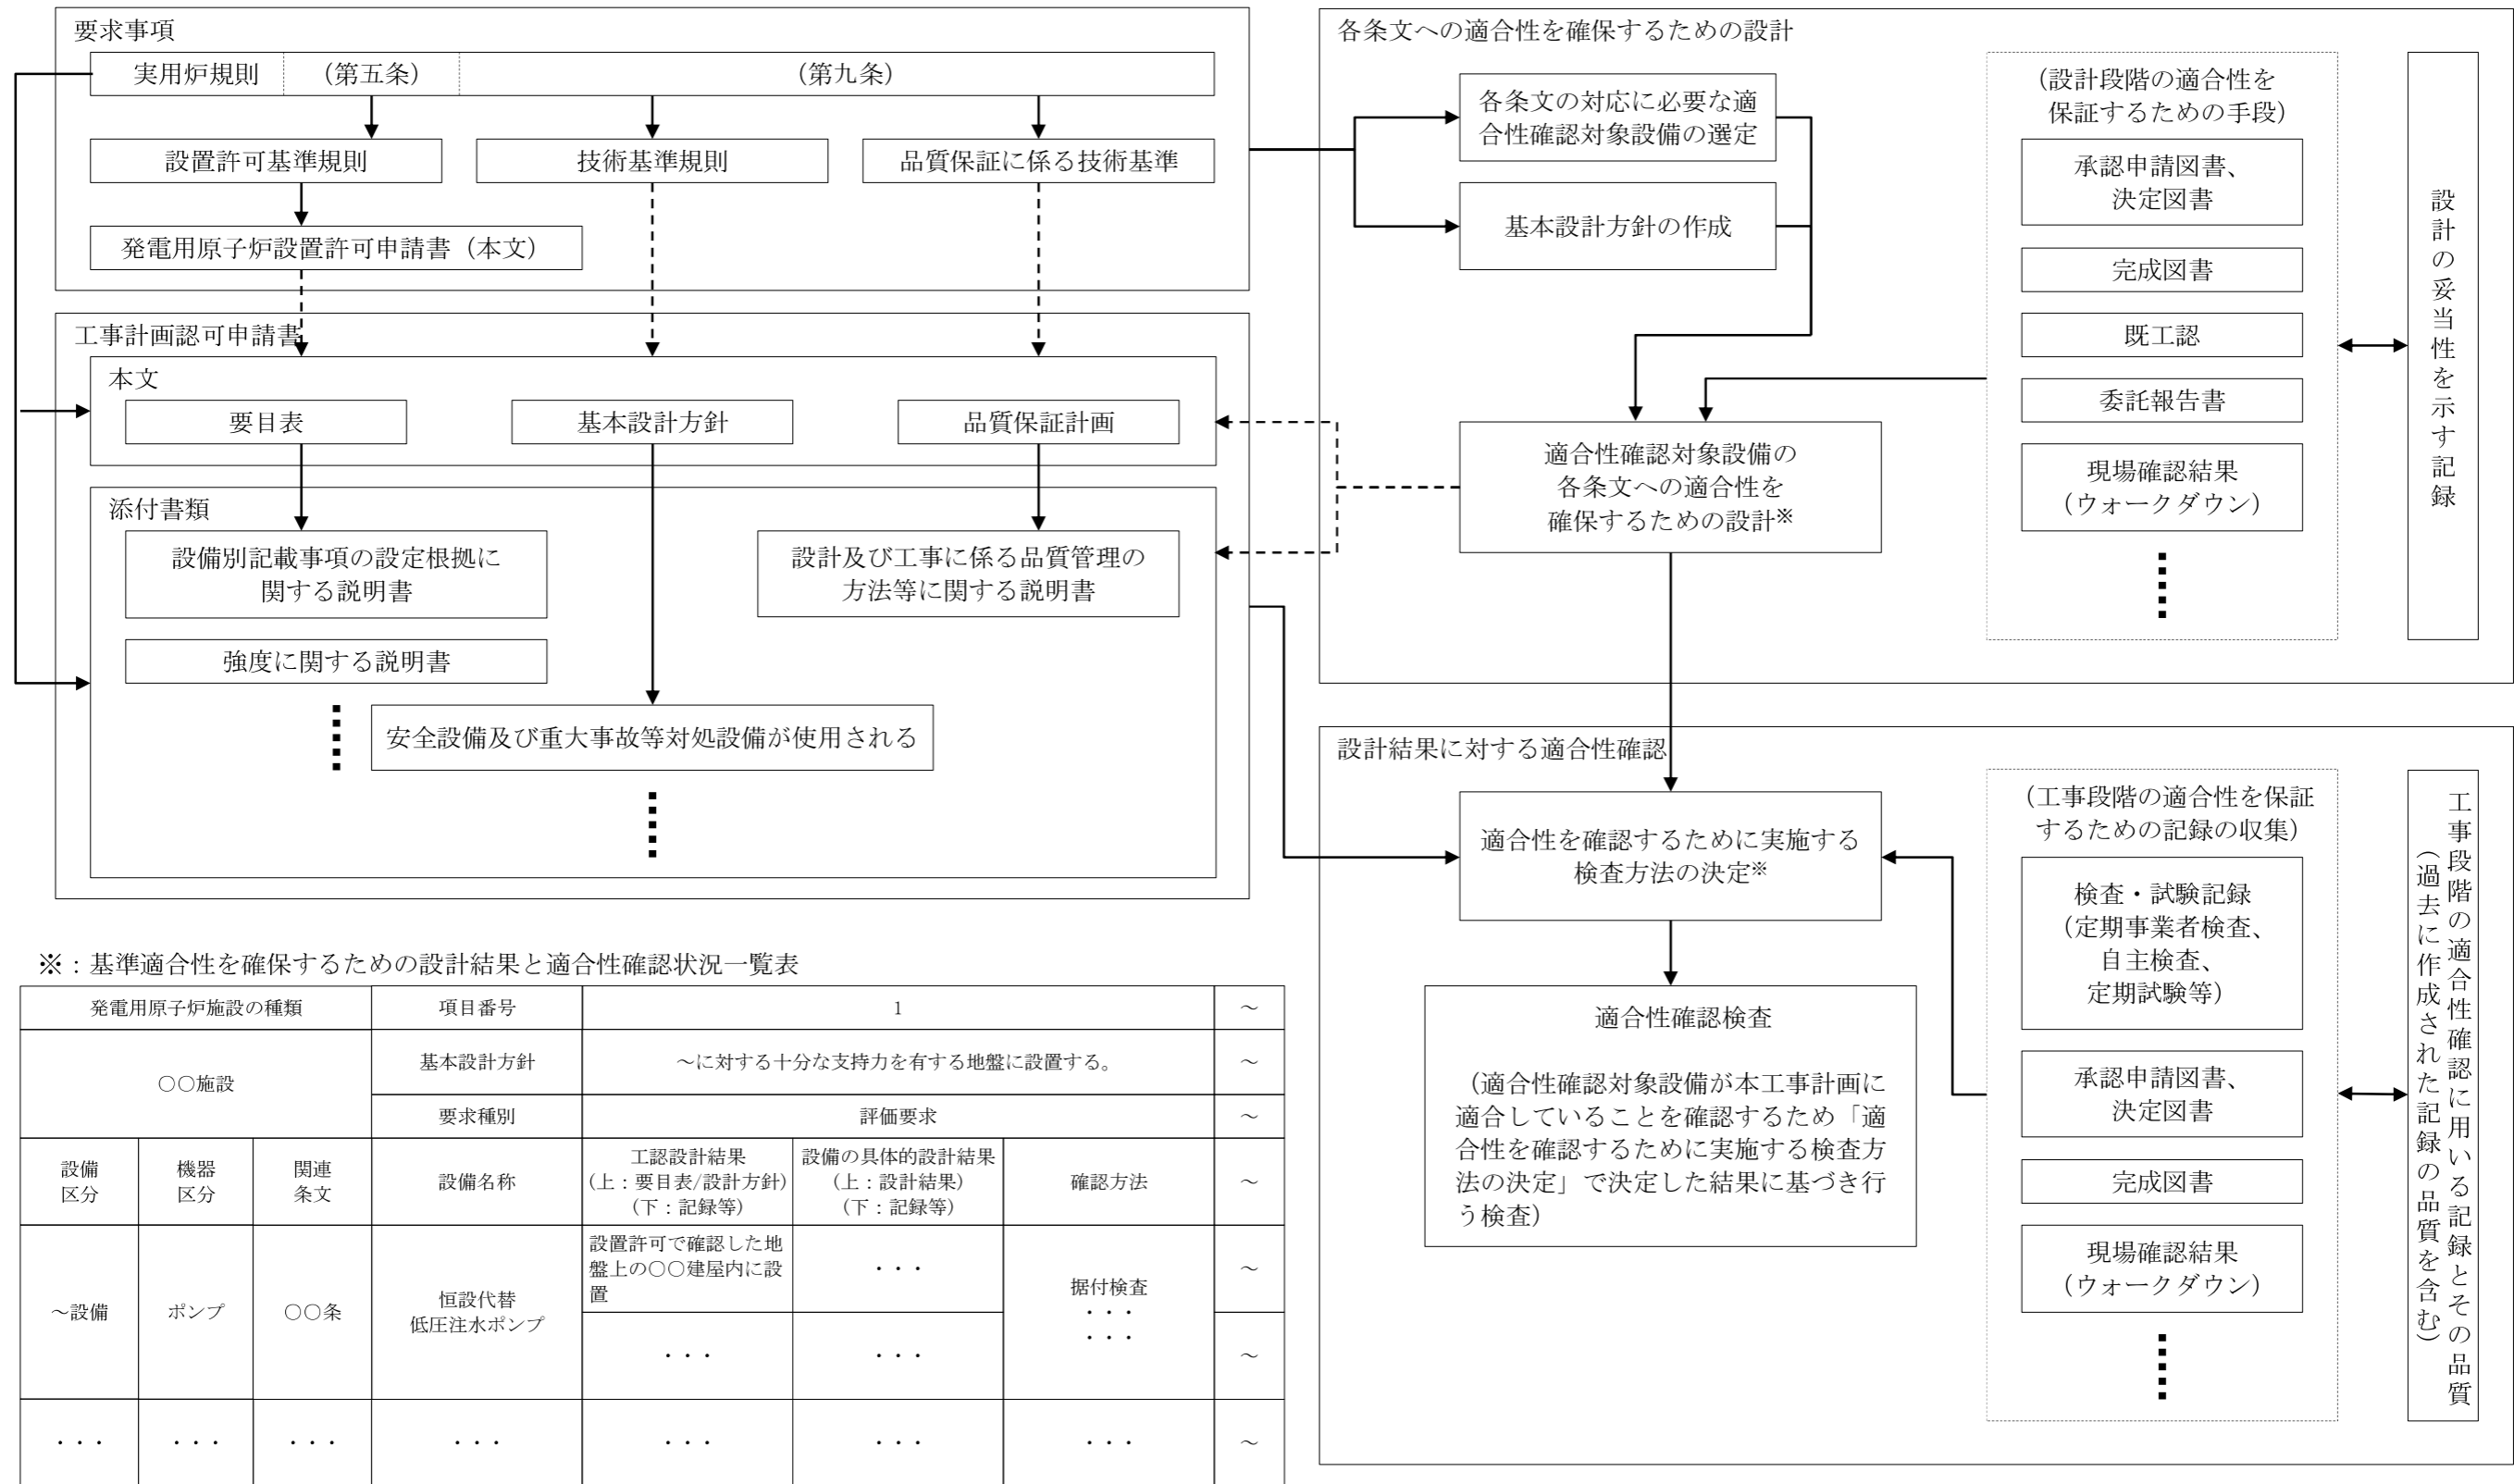 要求事項
実用炉規則
（第五条）
（第九条）
設置許可基準規則
技術基準規則
品質保証に係る技術基準
発電用原子炉設置許可申請書（本文）
工事計画認可申請書
本文
要目表
基本設計方針
品質保証計画
添付書類
設備別記載事項の設定根拠に
関する説明書
設計及び工事に係る品質管理の
方法等に関する説明書
強度に関する説明書
安全設備及び重大事故等対処設備が使用される
各条文への適合性を確保するための設計
各条文の対応に必要な適
合性確認対象設備の選定
基本設計方針の作成
適合性確認対象設備の
各条文への適合性を
確保するための設計※
（設計段階の適合性を
保証するための手段）
承認申請図書、
決定図書
完成図書
既工認
委託報告書
現場確認結果
（ウォークダウン）
設計の妥当性を示す記録
設計結果に対する適合性確認
適合性を確認するために実施する
検査方法の決定※
適合性確認検査
（適合性確認対象設備が本工事計画に
適合していることを確認するため「適
合性を確認するために実施する検査方
法の決定」で決定した結果に基づき行
う検査）
（工事段階の適合性を保証
するための記録の収集）
検査・試験記録
（定期事業者検査、
自主検査、
定期試験等）
承認申請図書、
決定図書
完成図書
現場確認結果
（ウォークダウン）
工事段階の適合性確認に用いる記録とその品質
（過去に作成された記録の品質を含む）
※：基準適合性を確保するための設計結果と適合性確認状況一覧表
発電用原子炉施設の種類
項目番号
1
～
○○施設
基本設計方針
～に対する十分な支持力を有する地盤に設置する。
～
要求種別
評価要求
～
設備
区分
機器
区分
関連
条文
設備名称
工認設計結果
（上：要目表/設計方針）
（下：記録等）
設備の具体的設計結果
（上：設計結果）
（下：記録等）
確認方法
～
～設備
ポンプ
○○条
恒設代替
低圧注水ポンプ
設置許可で確認した地
盤上の○○建屋内に設
置
・・・
据付検査
・・・
・・・
～
・・・
・・・
～
・・・
・・・
・・・
・・・
・・・
・・・
・・・
～